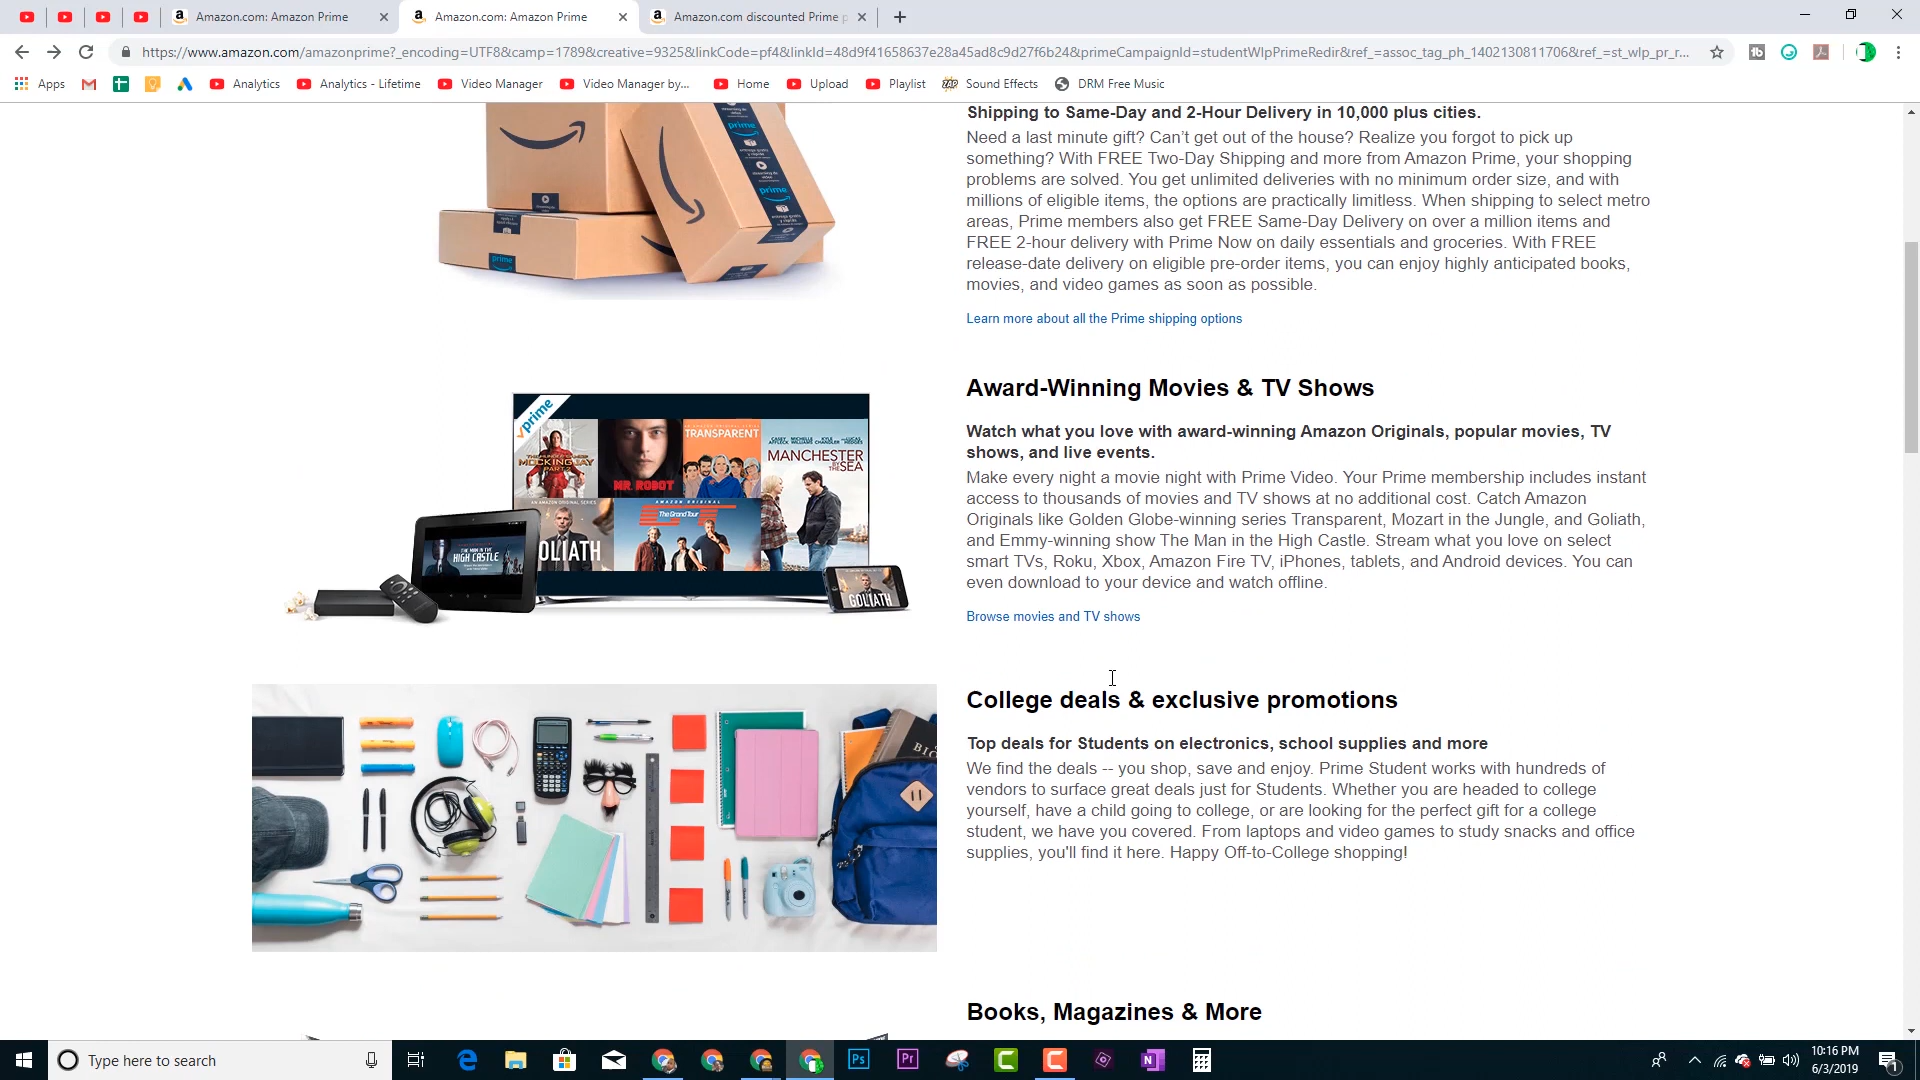 Amazon.com: Amazon Prime
Amazon.com: Amazon Prime
Amazon.com discounted Prime p
https://www.amazon.com/amazonprime?_encoding=UTF8&camp=1789&creative=9325&linkCode=pf4&linkId=48d9f41658637e28a45ad8c9d27f6b24&primeCampaignId=studentWlpPrimeRedir&ref_=assoc_tag_ph_1402130811706&ref_=st_wlp_pr_r...
Apps Analytics Analytics - Lifetime Video Manager Video Manager by... Home Upload Playlist Sound Effects DRM Free Music
Shipping to Same-Day and 2-Hour Delivery in 10,000 plus cities.
Need a last minute gift? Can’t get out of the house? Realize you forgot to pick up
something? With FREE Two-Day Shipping and more from Amazon Prime, your shopping
problems are solved. You get unlimited deliveries with no minimum order size, and with
millions of eligible items, the options are practically limitless. When shipping to select metro
areas, Prime members also get FREE Same-Day Delivery on over a million items and
FREE 2-hour delivery with Prime Now on daily essentials and groceries. With FREE
release-date delivery on eligible pre-order items, you can enjoy highly anticipated books,
movies, and video games as soon as possible.
Learn more about all the Prime shipping options
prime
prime
prime
Award-Winning Movies & TV Shows
Watch what you love with award-winning Amazon Originals, popular movies, TV
shows, and live events.
Make every night a movie night with Prime Video. Your Prime membership includes instant
access to thousands of movies and TV shows at no additional cost. Catch Amazon
Originals like Golden Globe-winning series Transparent, Mozart in the Jungle, and Goliath,
and Emmy-winning show The Man in the High Castle. Stream what you love on select
smart TVs, Roku, Xbox, Amazon Fire TV, iPhones, tablets, and Android devices. You can
even download to your device and watch offline.
Browse movies and TV shows
prime
MOCKINGJAY
PART 2
MR. ROBOT
TRANSPARENT
MANCHESTER
BY THE SEA
AN AMAZON ORIGINAL SERIES
OLIATH
AMAZON ORIGINAL
The Grand Tour
THE MAN IN THE
HIGH CASTLE
GOLIATH
College deals & exclusive promotions
Top deals for Students on electronics, school supplies and more
We find the deals -- you shop, save and enjoy. Prime Student works with hundreds of
vendors to surface great deals just for Students. Whether you are headed to college
yourself, have a child going to college, or are looking for the perfect gift for a college
student, we have you covered. From laptops and video games to study snacks and office
supplies, you'll find it here. Happy Off-to-College shopping!
Books, Magazines & More
Type here to search
Ps
Pr
10:16 PM
6/3/2019
1